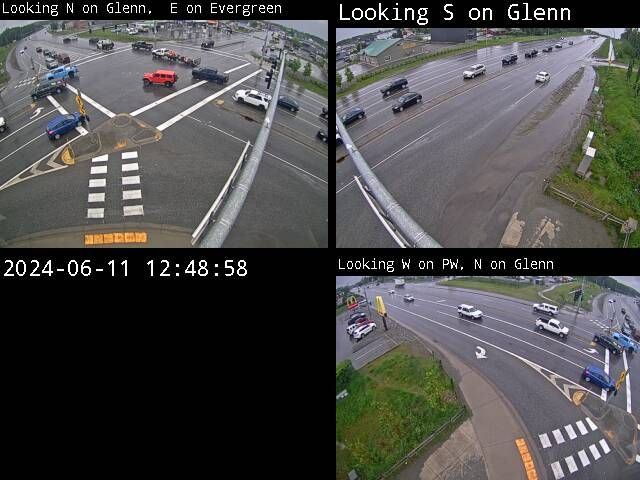 Looking N on Glenn,  E on Evergreen
Looking S on Glenn
2024-06-11 12:48:58
Looking W on PW, N on Glenn